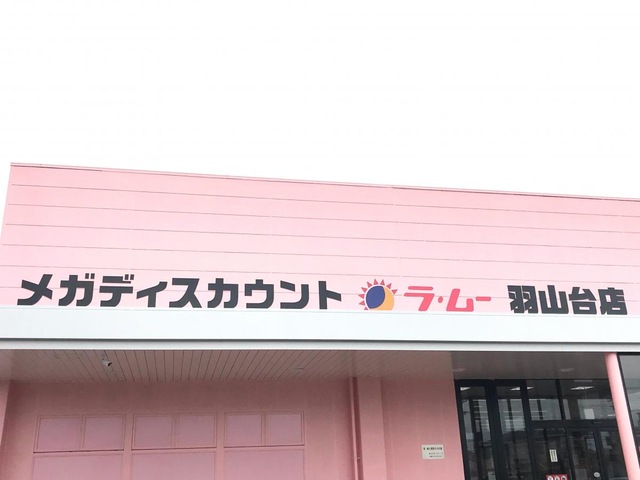 メガディスカウント ラ・ムー 羽山台店